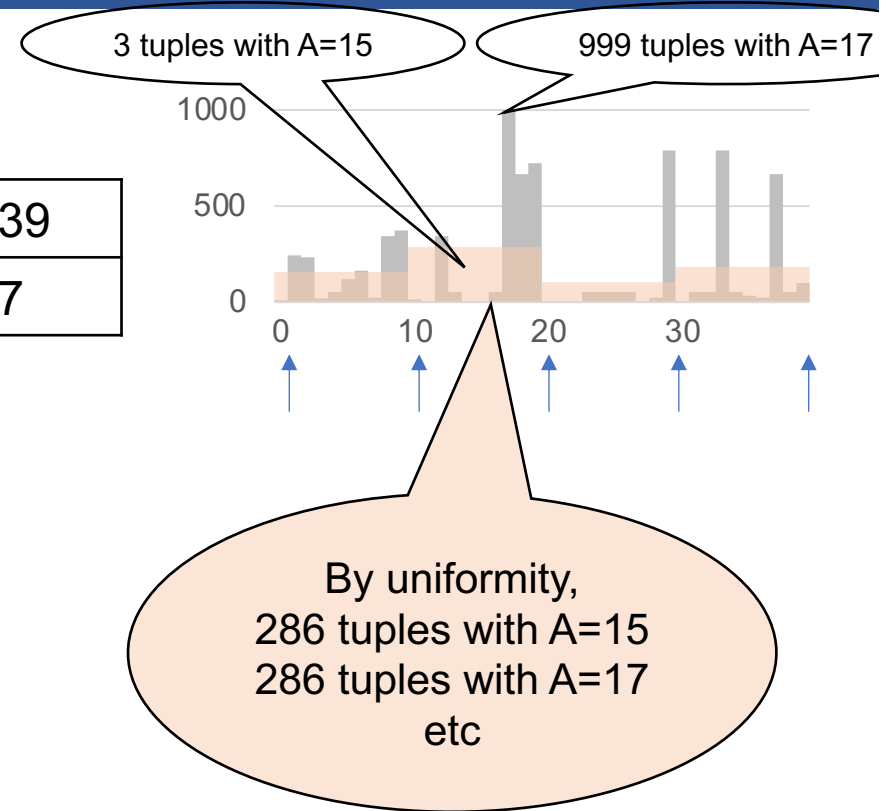 3 tuples with A=15
999 tuples with A=17
1000
500
0
0 10 20 30
39
7
By uniformity,
286 tuples with A=15
286 tuples with A=17
etc